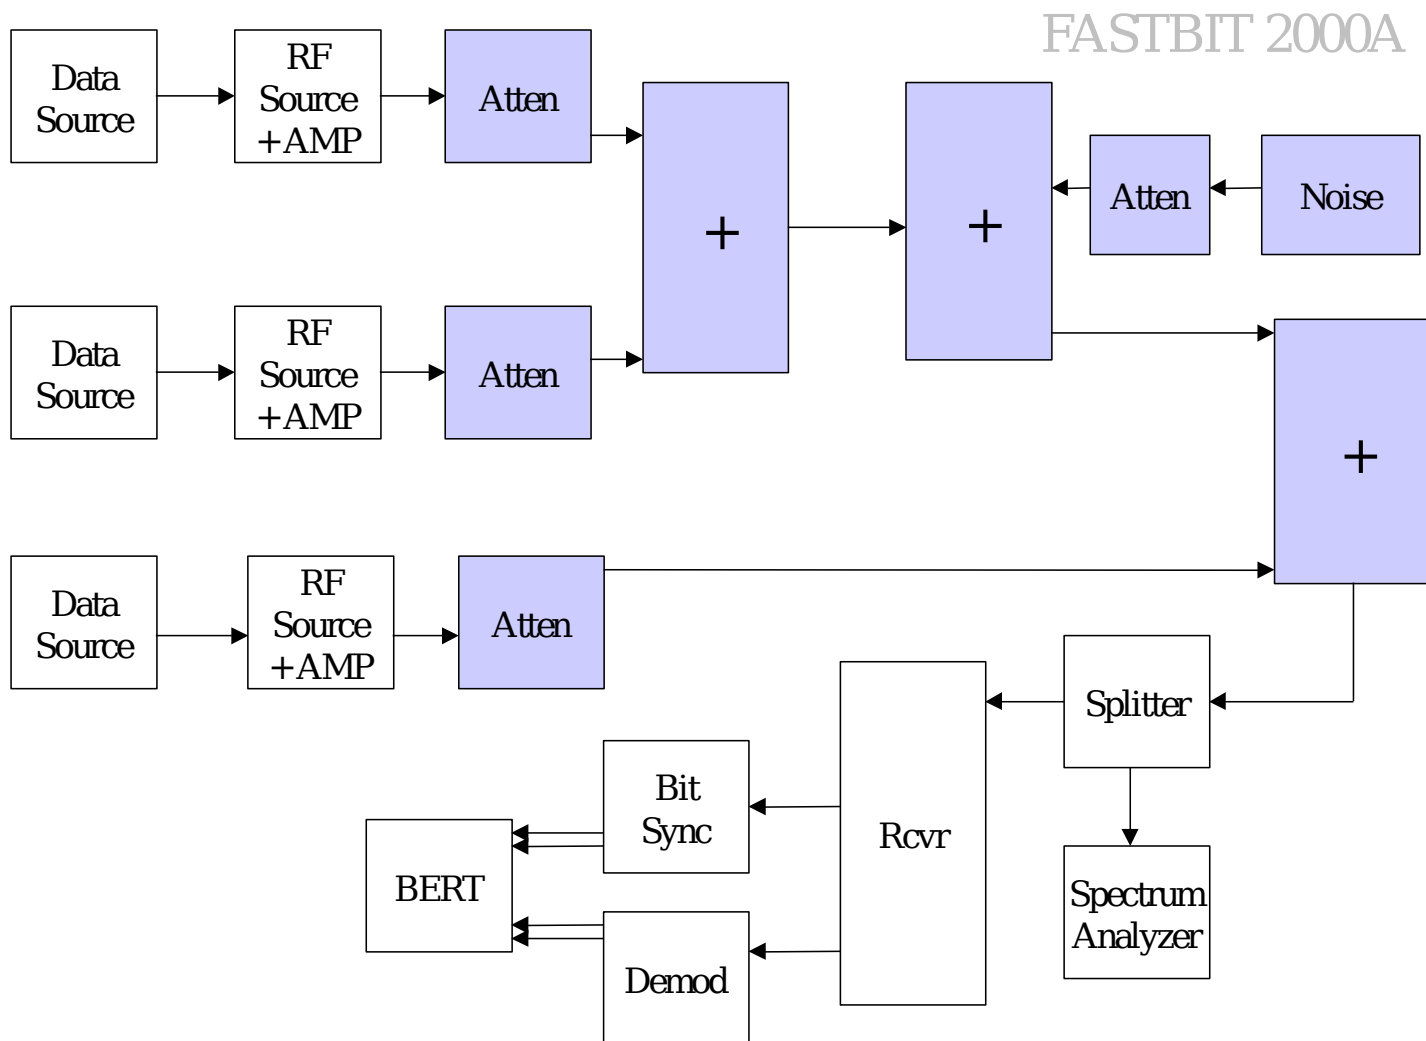 FASTBIT 2000A
Data
Source
RF
Source
+AMP
Atten
+
+
Atten
Noise
Data
Source
RF
Source
+AMP
Atten
+
Data
Source
RF
Source
+AMP
Atten
Splitter
Rcvr
Bit
Sync
BERT
Spectrum
Analyzer
Demod